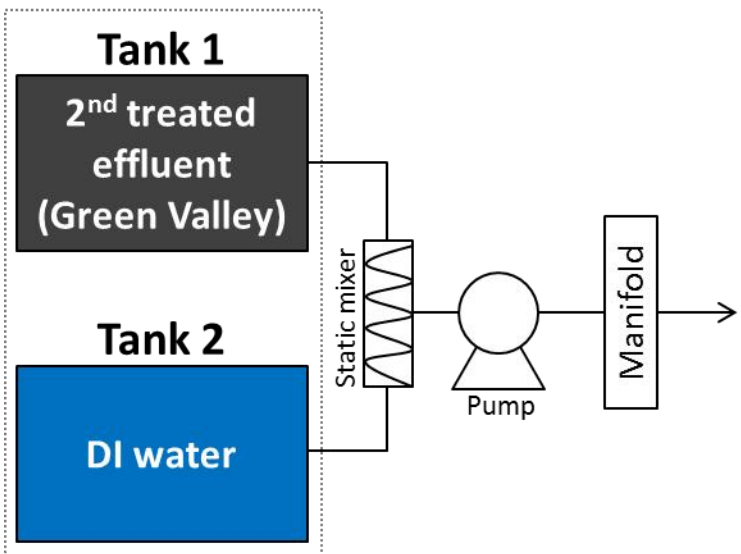 Tank 1
2nd treated
effluent
(Green Valley)
Tank 2
DI water
Static mixer
Pump
Manifold